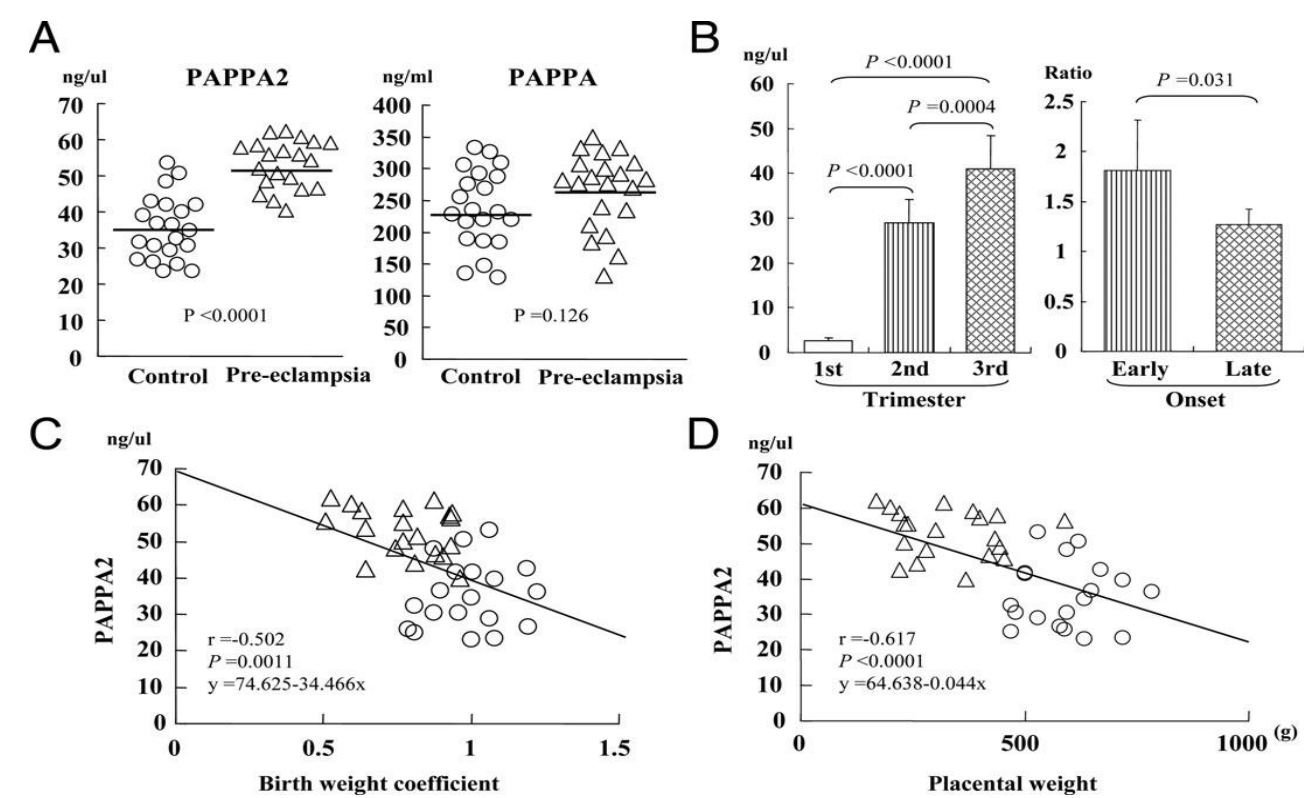 A
ng/ul
PAPPA2
70
60
50
40
30
20
10
0
P <0.0001
Control Pre-eclampsia
ng/ml
PAPPA
400
350
300
250
200
150
100
50
0
P =0.126
Control Pre-eclampsia
B
ng/ul
60
50
40
30
20
10
0
P <0.0001
P =0.0004
P <0.0001
1st 2nd 3rd
Trimester
Ratio
2.5
2
1.5
1
0.5
0
P =0.031
Early Late
Onset
C
ng/ul
PAPPA2
70
60
50
40
30
20
10
0
r =-0.502
P =0.0011
y =74.625-34.466x
0 0.5 1 1.5
Birth weight coefficient
D
ng/ul
PAPPA2
70
60
50
40
30
20
10
0
r =-0.617
P <0.0001
y =64.638-0.044x
0 500 1000 (g)
Placental weight